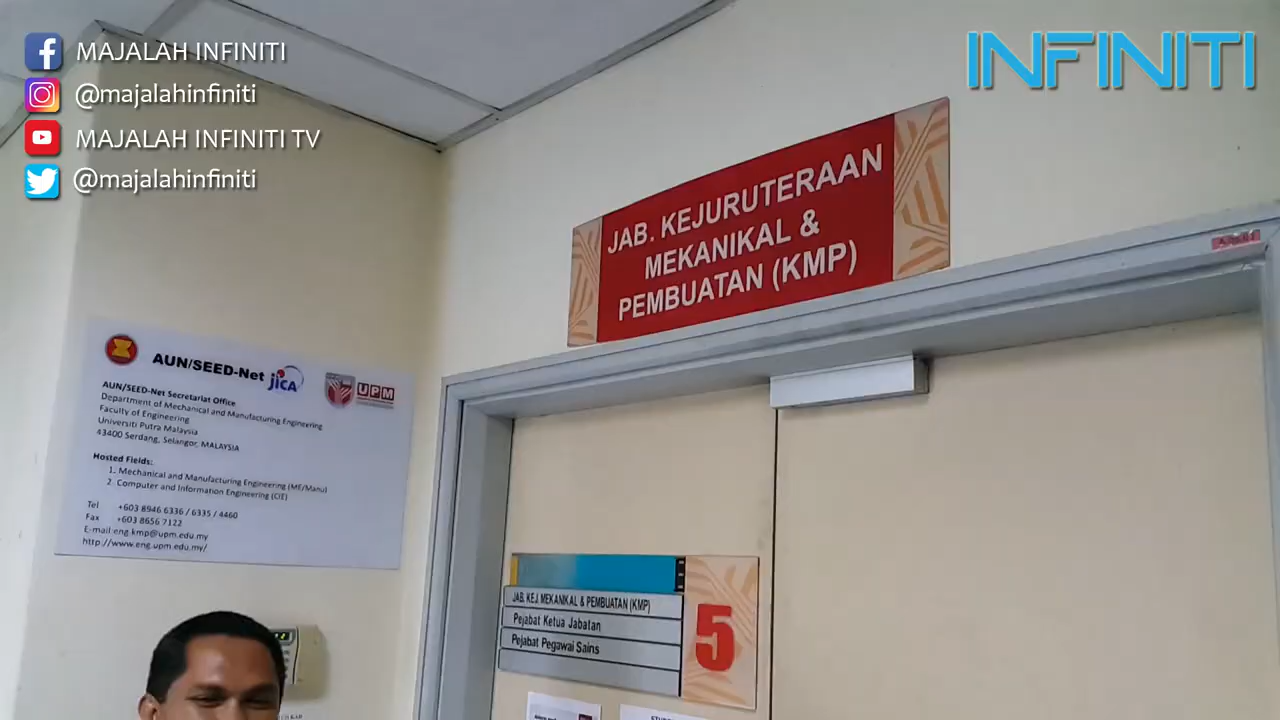 MAJALAH INFINITI
@majalahinfiniti
MAJALAH INFINITI TV
@majalahinfiniti
INFINITI
JAB. KEJURUTERAAN
MEKANIKAL &
PEMBUATAN (KMP)
AUN/SEED-Net
jICA
UPM
AUN/SEED-Net Secretariat Office
Department of Mechanical and Manufacturing Engineering
Faculty of Engineering
Universiti Putra Malaysia
43400 Serdang, Selangor, MALAYSIA
Hosted Fields:
1. Mechanical and Manufacturing Engineering (ME/Manu)
2. Computer and Information Engineering (CIE)
Tel +603 8946 6336 / 6335 / 4460
Fax +603 8656 7122
E-mail:eng.kmp@upm.edu.my
http://www.eng.upm.edu.my/
JAB. KEJ. MEKANIKAL & PEMBUATAN (KMP)
Pejabat Ketua Jabatan
Pejabat Pegawai Sains
5